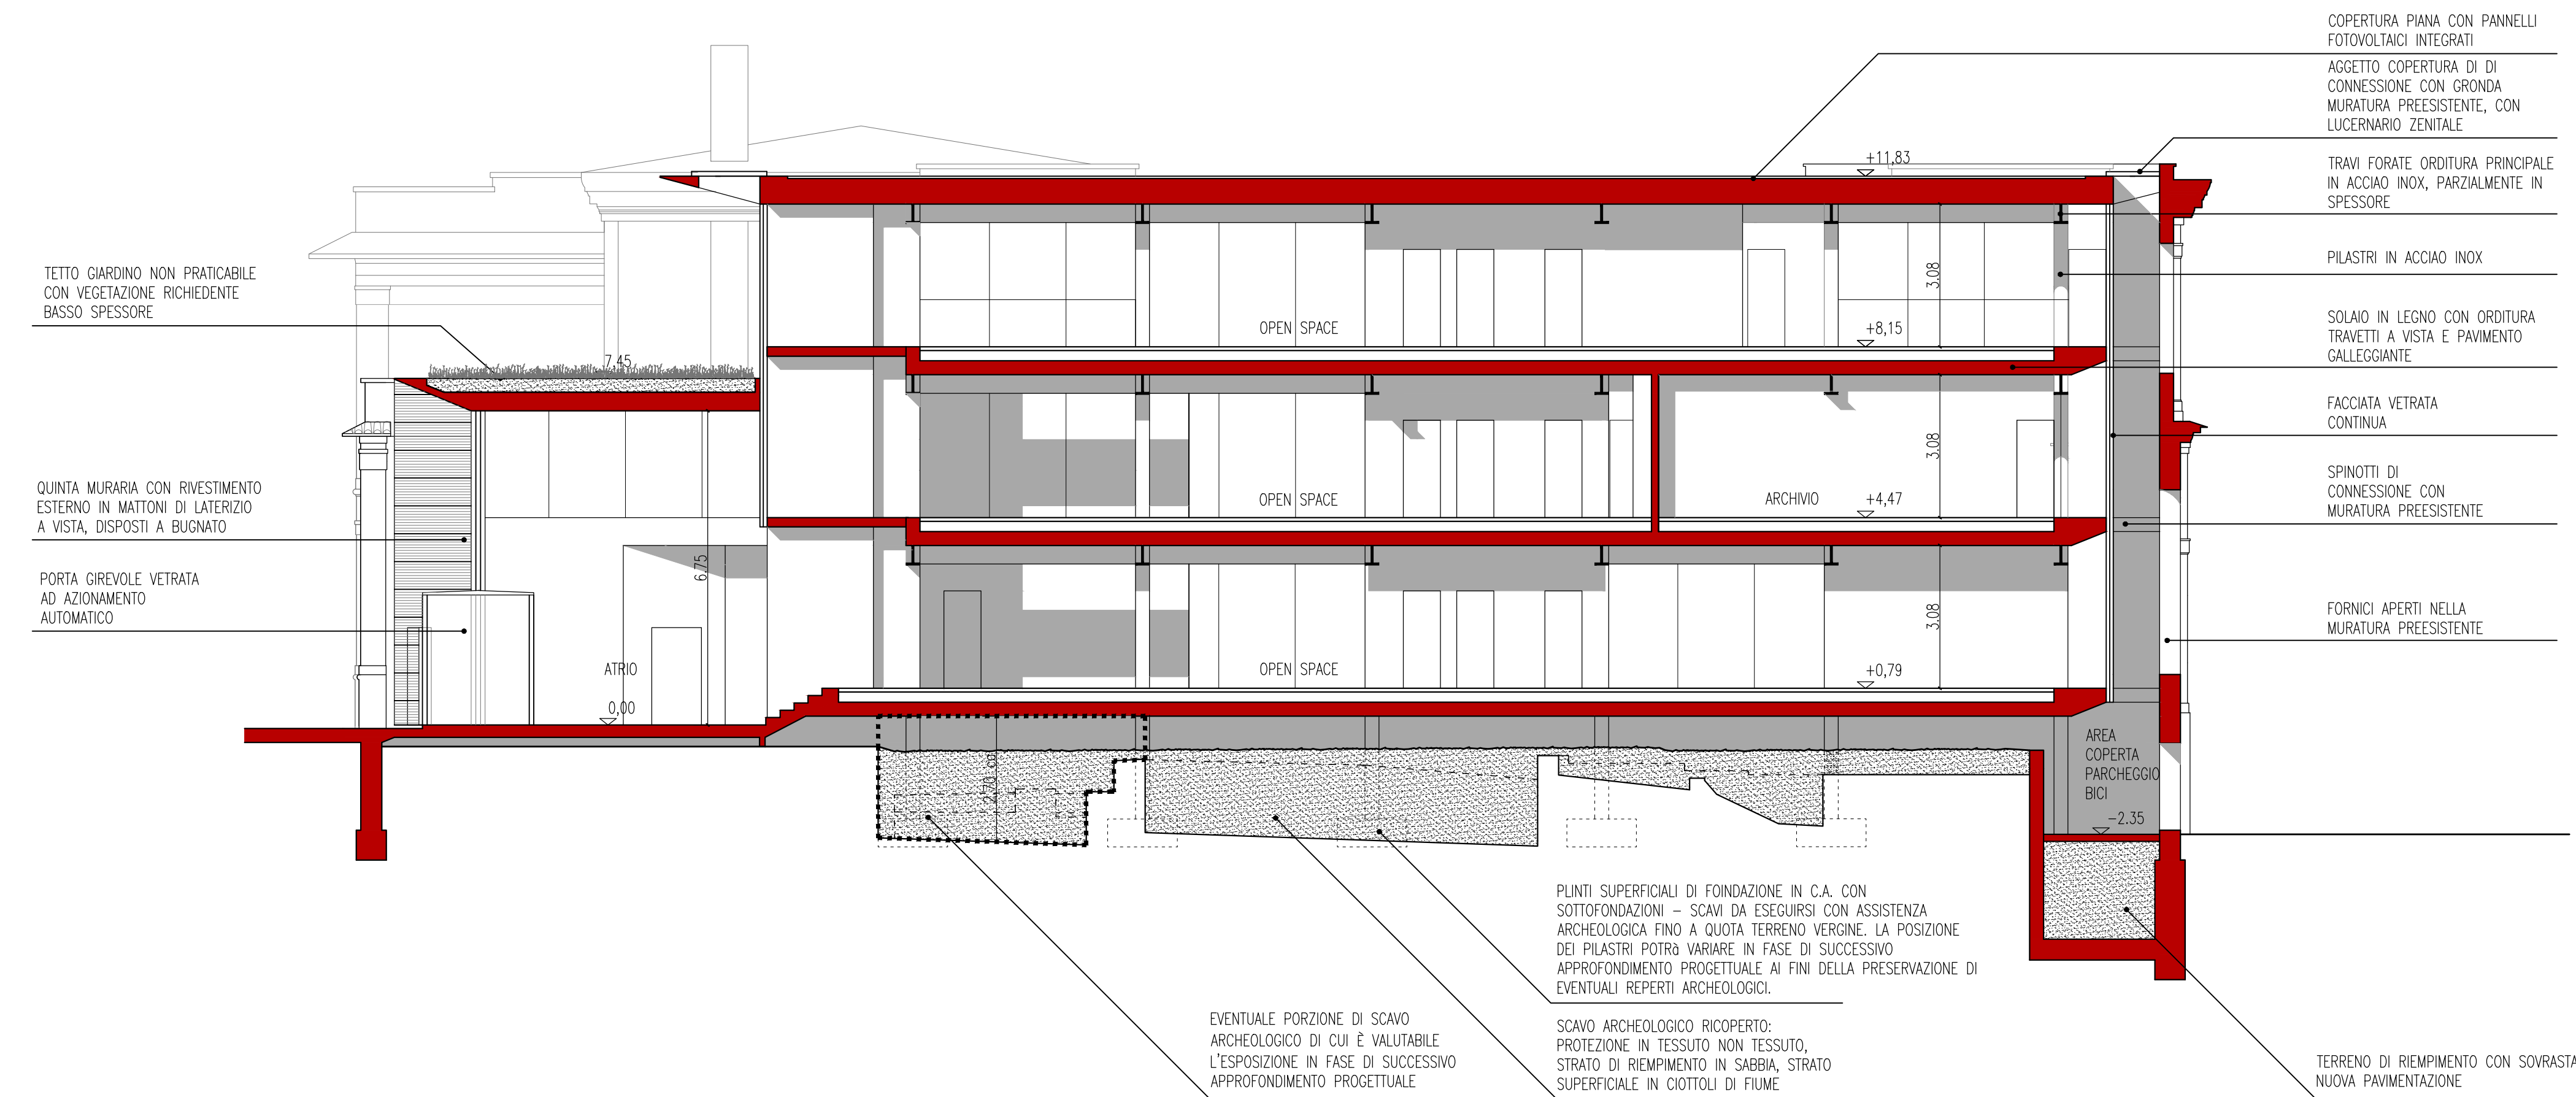 COPERTURA PIANA CON PANNELLI
FOTOVOLTAICI INTEGRATI
AGGETTO COPERTURA DI DI
CONNESSIONE CON GRONDA
MURATURA PREESISTENTE, CON
LUCERNARIO ZENITALE
TRAVI FORATE ORDITURA PRINCIPALE
IN ACCIAO INOX, PARZIALMENTE IN
SPESSORE
PILASTRI IN ACCIAO INOX
SOLAIO IN LEGNO CON ORDITURA
TRAVETTI A VISTA E PAVIMENTO
GALLEGGIANTE
FACCIATA VETRATA
CONTINUA
SPINOTTI DI
CONNESSIONE CON
MURATURA PREESISTENTE
FORNICI APERTI NELLA
MURATURA PREESISTENTE
TETTO GIARDINO NON PRATICABILE
CON VEGETAZIONE RICHIEDENTE
BASSO SPESSORE
QUINTA MURARIA CON RIVESTIMENTO
ESTERNO IN MATTONI DI LATERIZIO
A VISTA, DISPOSTI A BUGNATO
PORTA GIREVOLE VETRATA
AD AZIONAMENTO
AUTOMATICO
+11,83
3.08
OPEN SPACE
+8,15
7,45
3.08
OPEN SPACE
ARCHIVIO
+4,47
6.75
3.08
ATRIO
OPEN SPACE
+0,79
0,00
2,70 ca
AREA
COPERTA
PARCHEGGIO
BICI
-2.35
PLINTI SUPERFICIALI DI FOINDAZIONE IN C.A. CON
SOTTOFONDAZIONI – SCAVI DA ESEGUIRSI CON ASSISTENZA
ARCHEOLOGICA FINO A QUOTA TERRENO VERGINE. LA POSIZIONE
DEI PILASTRI POTRà VARIARE IN FASE DI SUCCESSIVO
APPROFONDIMENTO PROGETTUALE AI FINI DELLA PRESERVAZIONE DI
EVENTUALI REPERTI ARCHEOLOGICI.
EVENTUALE PORZIONE DI SCAVO
ARCHEOLOGICO DI CUI È VALUTABILE
L'ESPOSIZIONE IN FASE DI SUCCESSIVO
APPROFONDIMENTO PROGETTUALE
SCAVO ARCHEOLOGICO RICOPERTO:
PROTEZIONE IN TESSUTO NON TESSUTO,
STRATO DI RIEMPIMENTO IN SABBIA, STRATO
SUPERFICIALE IN CIOTTOLI DI FIUME
TERRENO DI RIEMPIMENTO CON SOVRASTA
NUOVA PAVIMENTAZIONE